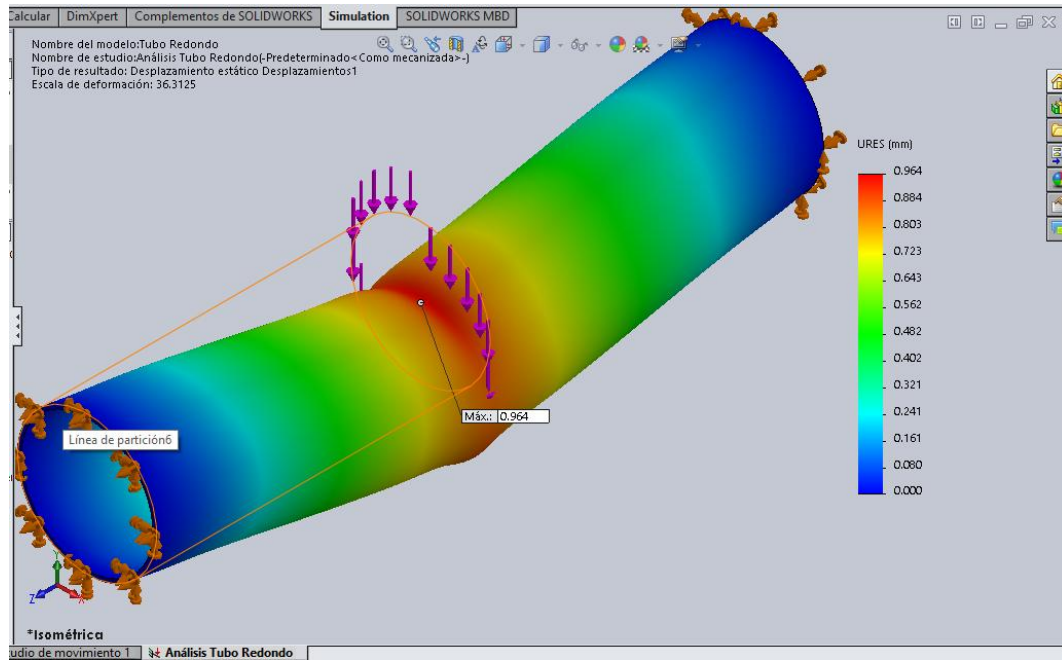 Calcular DimXpert Complementos de SOLIDWORKS Simulation SOLIDWORKS MBD
Nombre del modelo:Tubo Redondo
Nombre de estudio:Análisis Tubo Redondo(-Predeterminado<Como mecanizada>-)
Tipo de resultado: Desplazamiento estático Desplazamientos1
Escala de deformación: 36.3125
URES (mm)
0.964
0.884
0.803
0.723
0.643
0.562
0.482
0.402
0.321
0.241
0.161
0.080
0.000
Máx.: 0.964
Línea de partición6
Y
Z
X
*Isométrica
udio de movimiento 1 Análisis Tubo Redondo